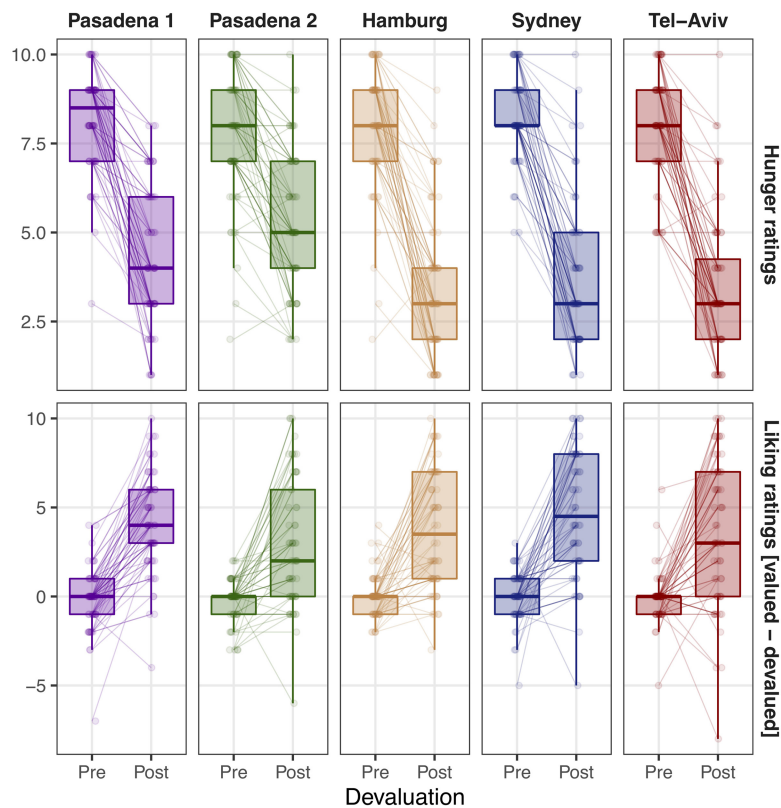 Pasadena 1 Pasadena 2 Hamburg Sydney Tel−Aviv
10.0
7.5
5.0
2.5
Hunger ratings
10
5
0
−5
Liking ratings [valued − devalued]
Pre Post Pre Post Pre Post Pre Post Pre Post
Devaluation